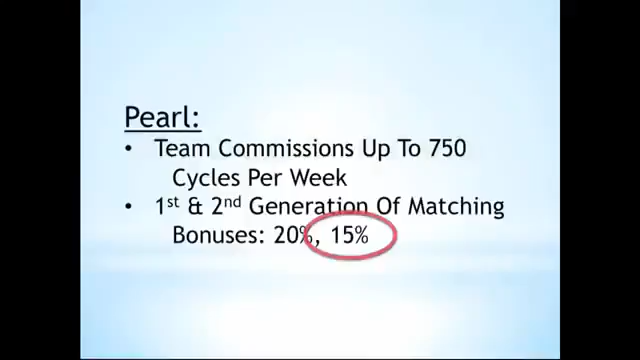 Pearl:
• Team Commissions Up To 750
Cycles Per Week
• 1st & 2nd Generation Of Matching
Bonuses: 20%, 15%